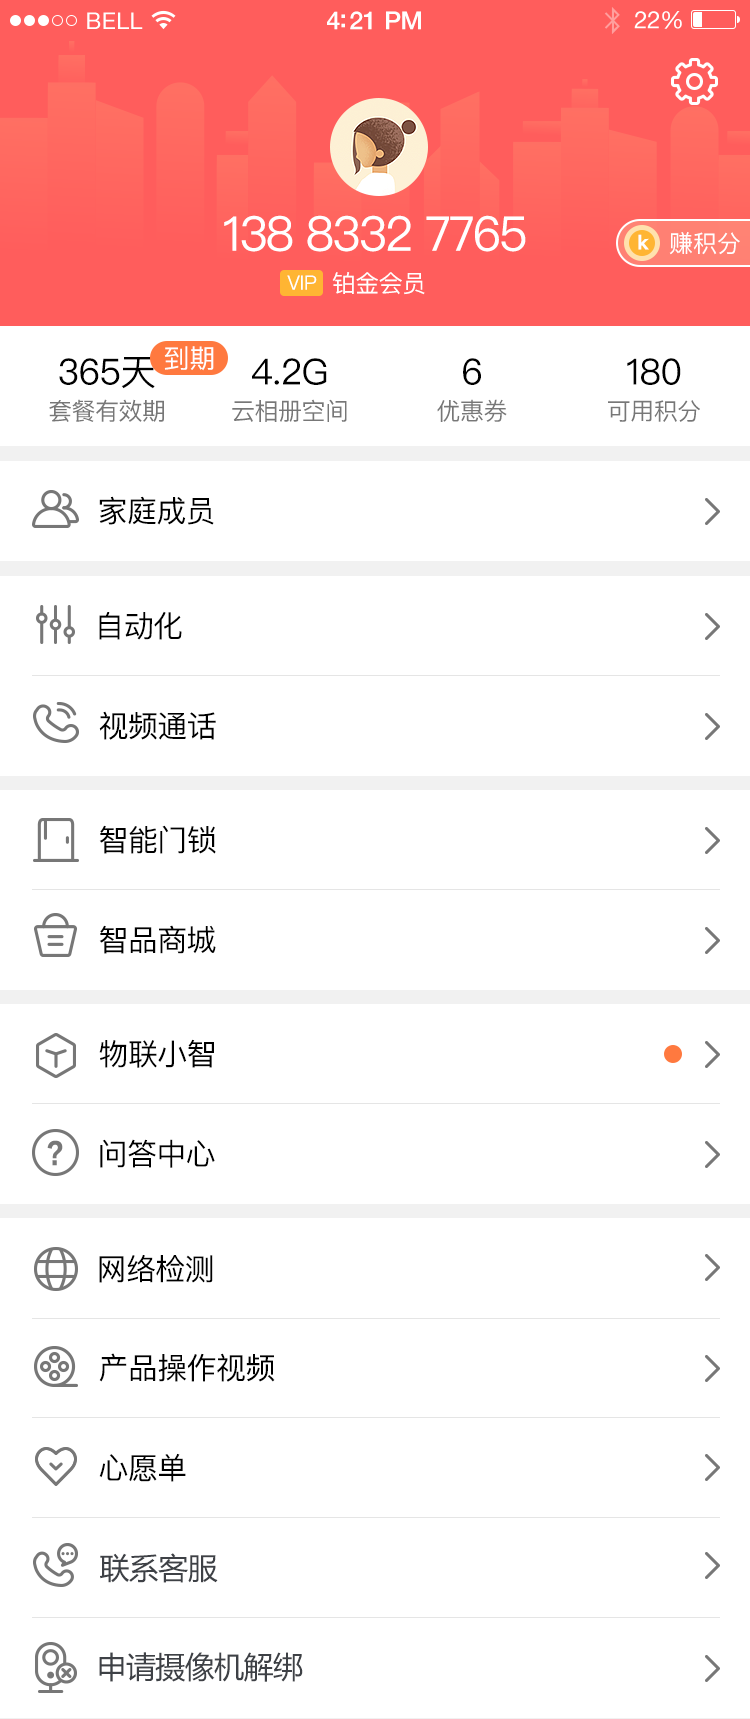 BELL 4:21 PM 22%
138 8332 7765
k 赚积分
VIP 铂金会员
365天 到期 4.2G 6 180
套餐有效期 云相册空间 优惠券 可用积分
家庭成员
自动化
视频通话
智能门锁
智品商城
物联小智
? 问答中心
网络检测
产品操作视频
心愿单
联系客服
申请摄像机解绑